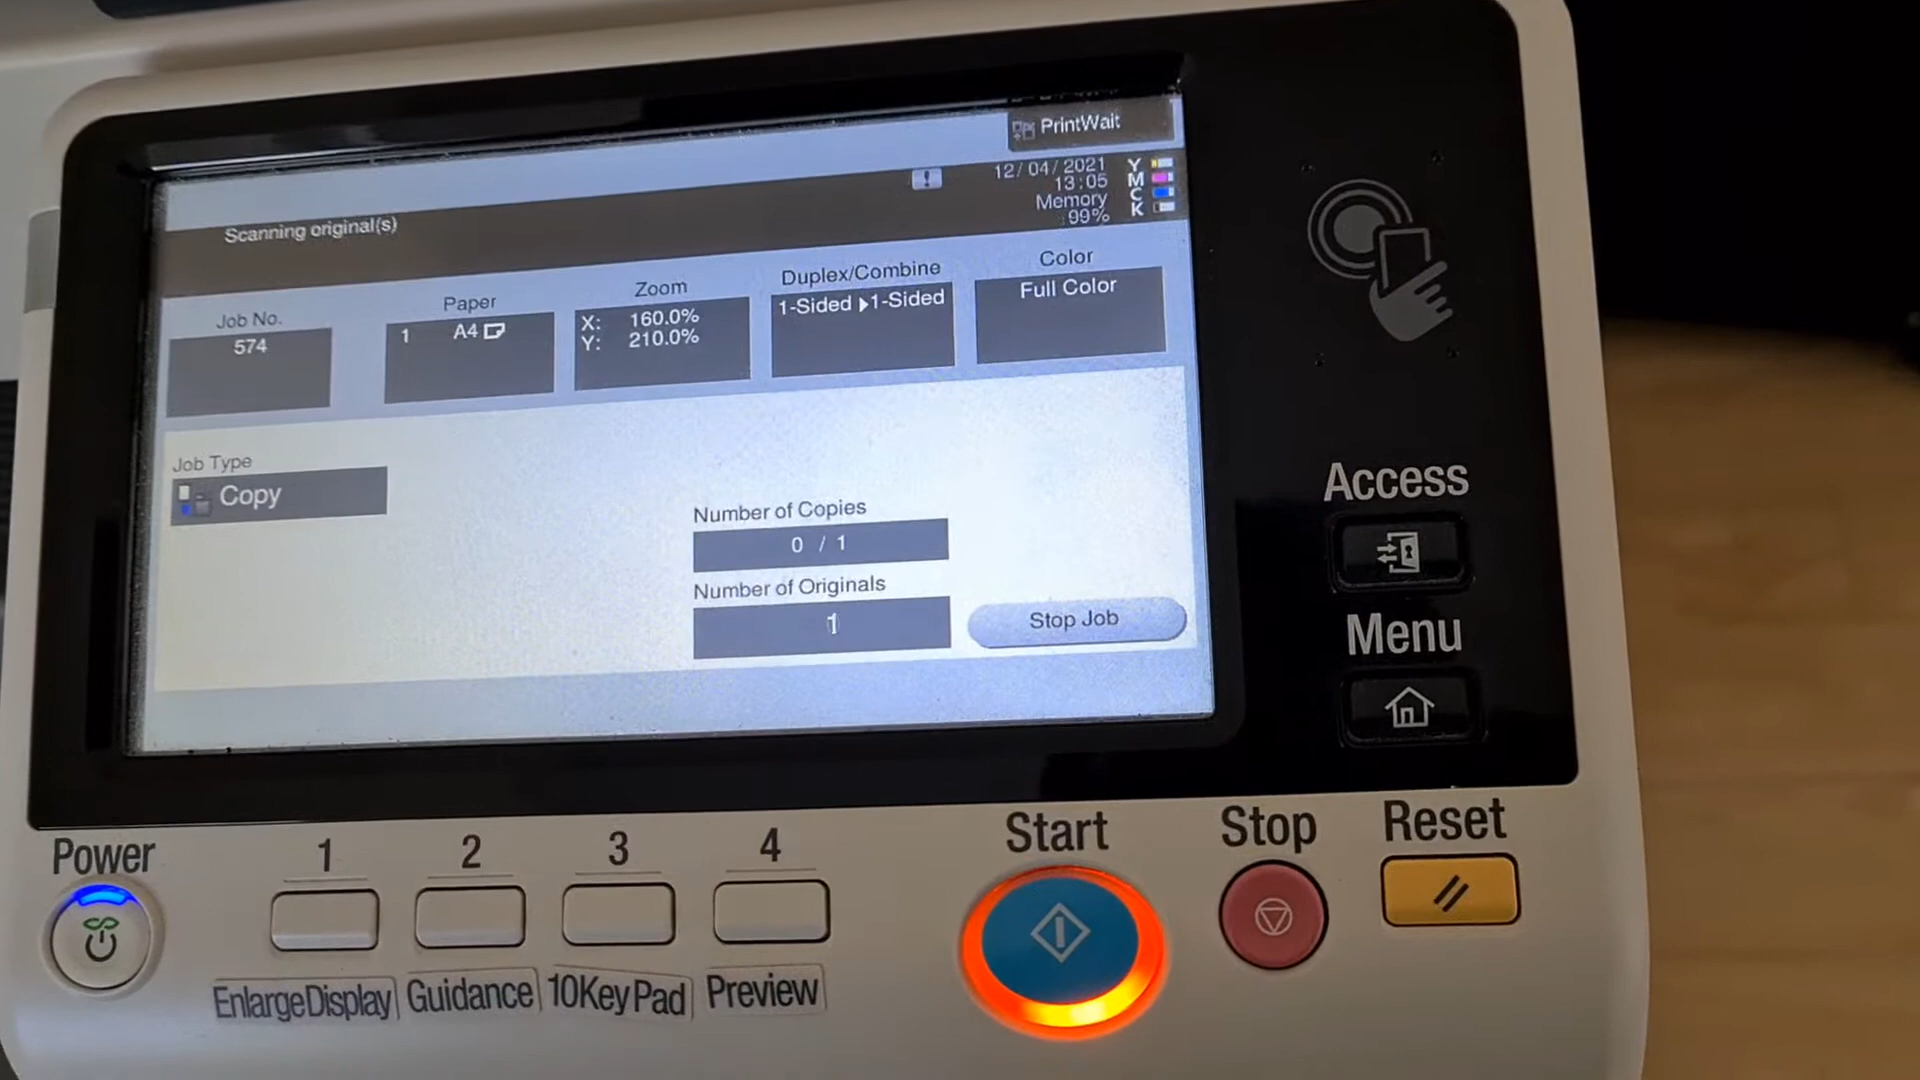 PrintWait
12/04/2021
13:05
Memory
99%
Y
M
C
K
Scanning original(s)
Job No.
574
Paper
1 A4
Zoom
X: 160.0%
Y: 210.0%
Duplex/Combine
1-Sided ▶1-Sided
Color
Full Color
Job Type
Copy
Number of Copies
0 / 1
Number of Originals
1
Stop Job
Access
Menu
Power
1 2 3 4
Start Stop Reset
EnlargeDisplay Guidance 10KeyPad Preview